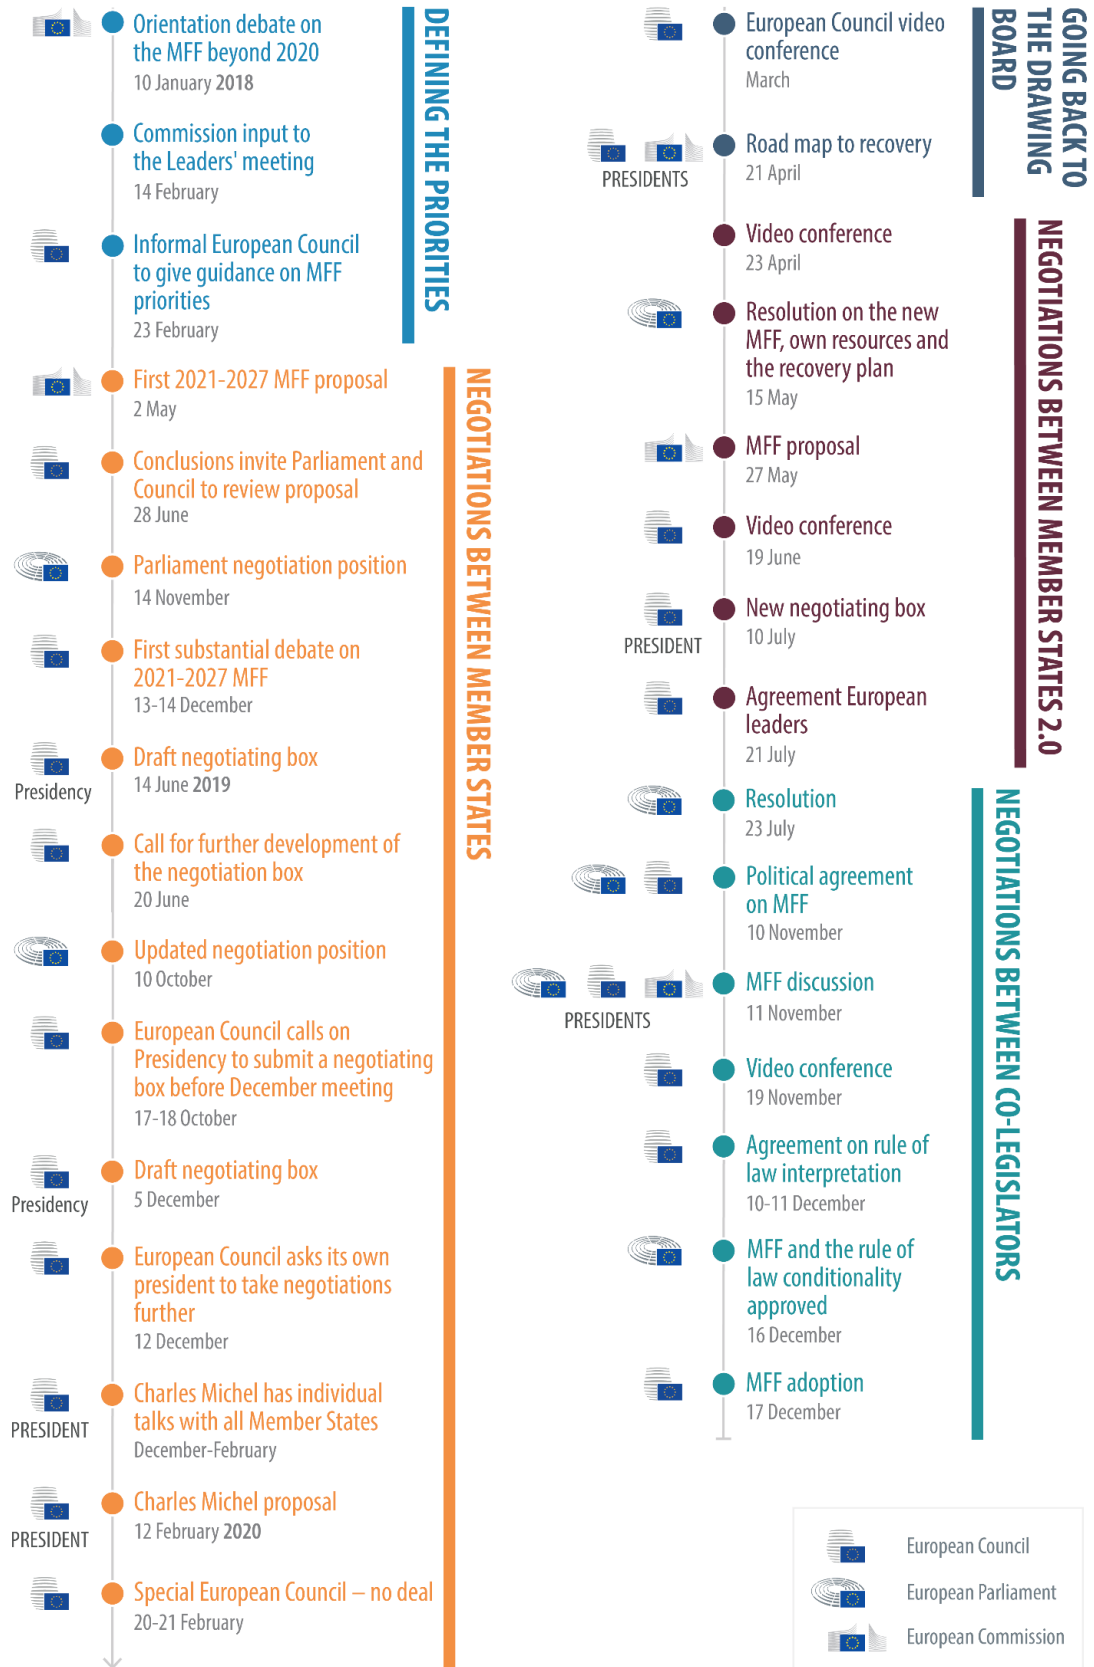 Orientation debate on
the MFF beyond 2020
10 January 2018
Commission input to
the Leaders' meeting
14 February
Informal European Council
to give guidance on MFF
priorities
23 February
DEFINING THE PRIORITIES
First 2021-2027 MFF proposal
2 May
Conclusions invite Parliament and
Council to review proposal
28 June
Parliament negotiation position
14 November
First substantial debate on
2021-2027 MFF
13-14 December
Presidency
Draft negotiating box
14 June 2019
Call for further development of
the negotiation box
20 June
Updated negotiation position
10 October
European Council calls on
Presidency to submit a negotiating
box before December meeting
17-18 October
Presidency
Draft negotiating box
5 December
European Council asks its own
president to take negotiations
further
12 December
PRESIDENT
Charles Michel has individual
talks with all Member States
December-February
PRESIDENT
Charles Michel proposal
12 February 2020
Special European Council – no deal
20-21 February
NEGOTIATIONS BETWEEN MEMBER STATES
European Council video
conference
March
PRESIDENTS
Road map to recovery
21 April
GOING BACK TO
THE DRAWING
BOARD
Video conference
23 April
Resolution on the new
MFF, own resources and
the recovery plan
15 May
MFF proposal
27 May
Video conference
19 June
PRESIDENT
New negotiating box
10 July
Agreement European
leaders
21 July
NEGOTIATIONS BETWEEN MEMBER STATES 2.0
Resolution
23 July
Political agreement
on MFF
10 November
PRESIDENTS
MFF discussion
11 November
Video conference
19 November
Agreement on rule of
law interpretation
10-11 December
MFF and the rule of
law conditionality
approved
16 December
MFF adoption
17 December
NEGOTIATIONS BETWEEN CO-LEGISLATORS
European Council
European Parliament
European Commission